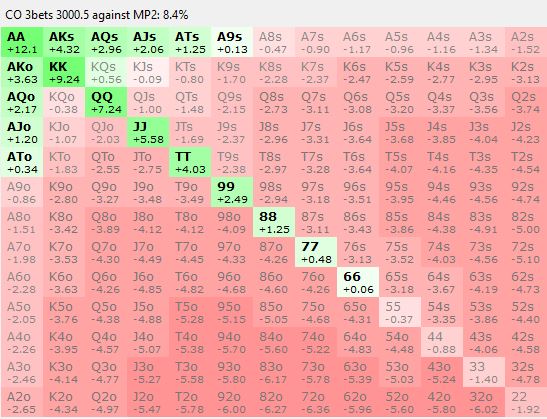 CO 3bets 3000.5 against MP2: 8.4%
AA AKs AQs AJs ATs A9s A8s A7s A6s A5s A4s A3s A2s
+12.1 +4.32 +2.96 +2.06 +1.25 +0.13 -0.47 -0.90 -1.17 -0.96 -1.16 -1.34 -1.52
AKo KK KQs KJs KTs K9s K8s K7s K6s K5s K4s K3s K2s
+3.63 +9.24 +0.56 -0.09 -0.80 -1.70 -2.28 -2.37 -2.47 -2.59 -2.77 -2.95 -3.13
AQo KQo QQ QJs QTs Q9s Q8s Q7s Q6s Q5s Q4s Q3s Q2s
+2.17 -0.38 +7.24 -1.00 -1.48 -2.15 -2.73 -3.11 -3.08 -3.20 -3.37 -3.56 -3.74
AJo KJo QJo JJ JTs J9s J8s J7s J6s J5s J4s J3s J2s
+1.20 -1.07 -2.03 +5.58 -1.69 -2.37 -2.96 -3.31 -3.64 -3.68 -3.85 -4.04 -4.23
ATo KTo QTo JTo TT T9s T8s T7s T6s T5s T4s T3s T2s
+0.34 -1.83 -2.55 -2.75 +4.03 -2.38 -2.97 -3.28 -3.64 -4.07 -4.16 -4.35 -4.54
A9o K9o Q9o J9o T9o 99 98s 97s 96s 95s 94s 93s 92s
-0.86 -2.80 -3.27 -3.48 -3.49 +2.49 -2.94 -3.18 -3.51 -3.95 -4.46 -4.56 -4.74
A8o K8o Q8o J8o T8o 98o 88 87s 86s 85s 84s 83s 82s
-1.51 -3.42 -3.89 -4.12 -4.12 -4.09 +1.25 -3.11 -3.43 -3.86 -4.38 -4.91 -5.00
A7o K7o Q7o J7o T7o 97o 87o 77 76s 75s 74s 73s 72s
-1.98 -3.53 -4.30 -4.49 -4.45 -4.33 -4.26 +0.48 -3.13 -3.52 -4.03 -4.56 -5.10
A6o K6o Q6o J6o T6o 96o 86o 76o 66 65s 64s 63s 62s
-2.28 -3.63 -4.26 -4.85 -4.82 -4.68 -4.60 -4.26 +0.06 -3.18 -3.67 -4.19 -4.73
A5o K5o Q5o J5o T5o 95o 85o 75o 65o 55 54s 53s 52s
-2.05 -3.76 -4.38 -4.88 -5.28 -5.15 -5.05 -4.68 -4.31 -0.37 -3.35 -3.86 -4.40
A4o K4o Q4o J4o T4o 94o 84o 74o 64o 54o 44 43s 42s
-2.26 -3.95 -4.57 -5.07 -5.38 -5.70 -5.60 -5.22 -4.83 -4.48 -0.88 -4.06 -4.58
A3o K3o Q3o J3o T3o 93o 83o 73o 63o 53o 43o 33 32s
-2.46 -4.14 -4.77 -5.27 -5.58 -5.80 -6.17 -5.78 -5.39 -5.03 -5.24 -1.40 -4.78
A2o K2o Q2o J2o T2o 92o 82o 72o 62o 52o 42o 32o 22
-2.65 -4.34 -4.97 -5.47 -5.78 -6.00 -6.27 -6.36 -5.96 -5.60 -5.80 -6.02 -1.92